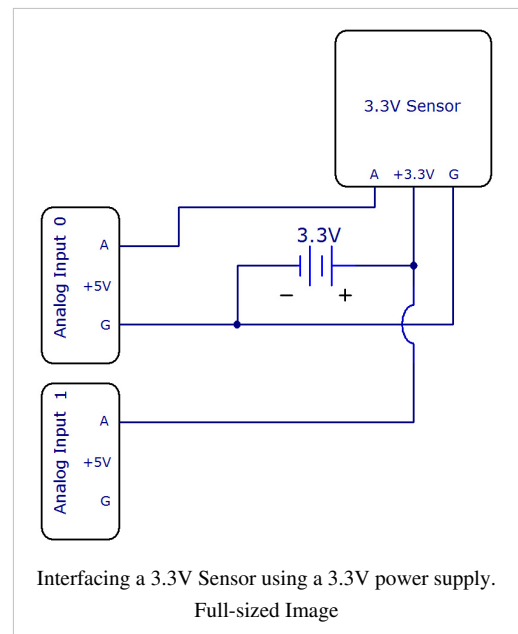 3.3V Sensor
A +3.3V G
Analog Input 0
A
+5V
G
3.3V
− +
Analog Input 1
A
+5V
G
Interfacing a 3.3V Sensor using a 3.3V power supply.
Full-sized Image